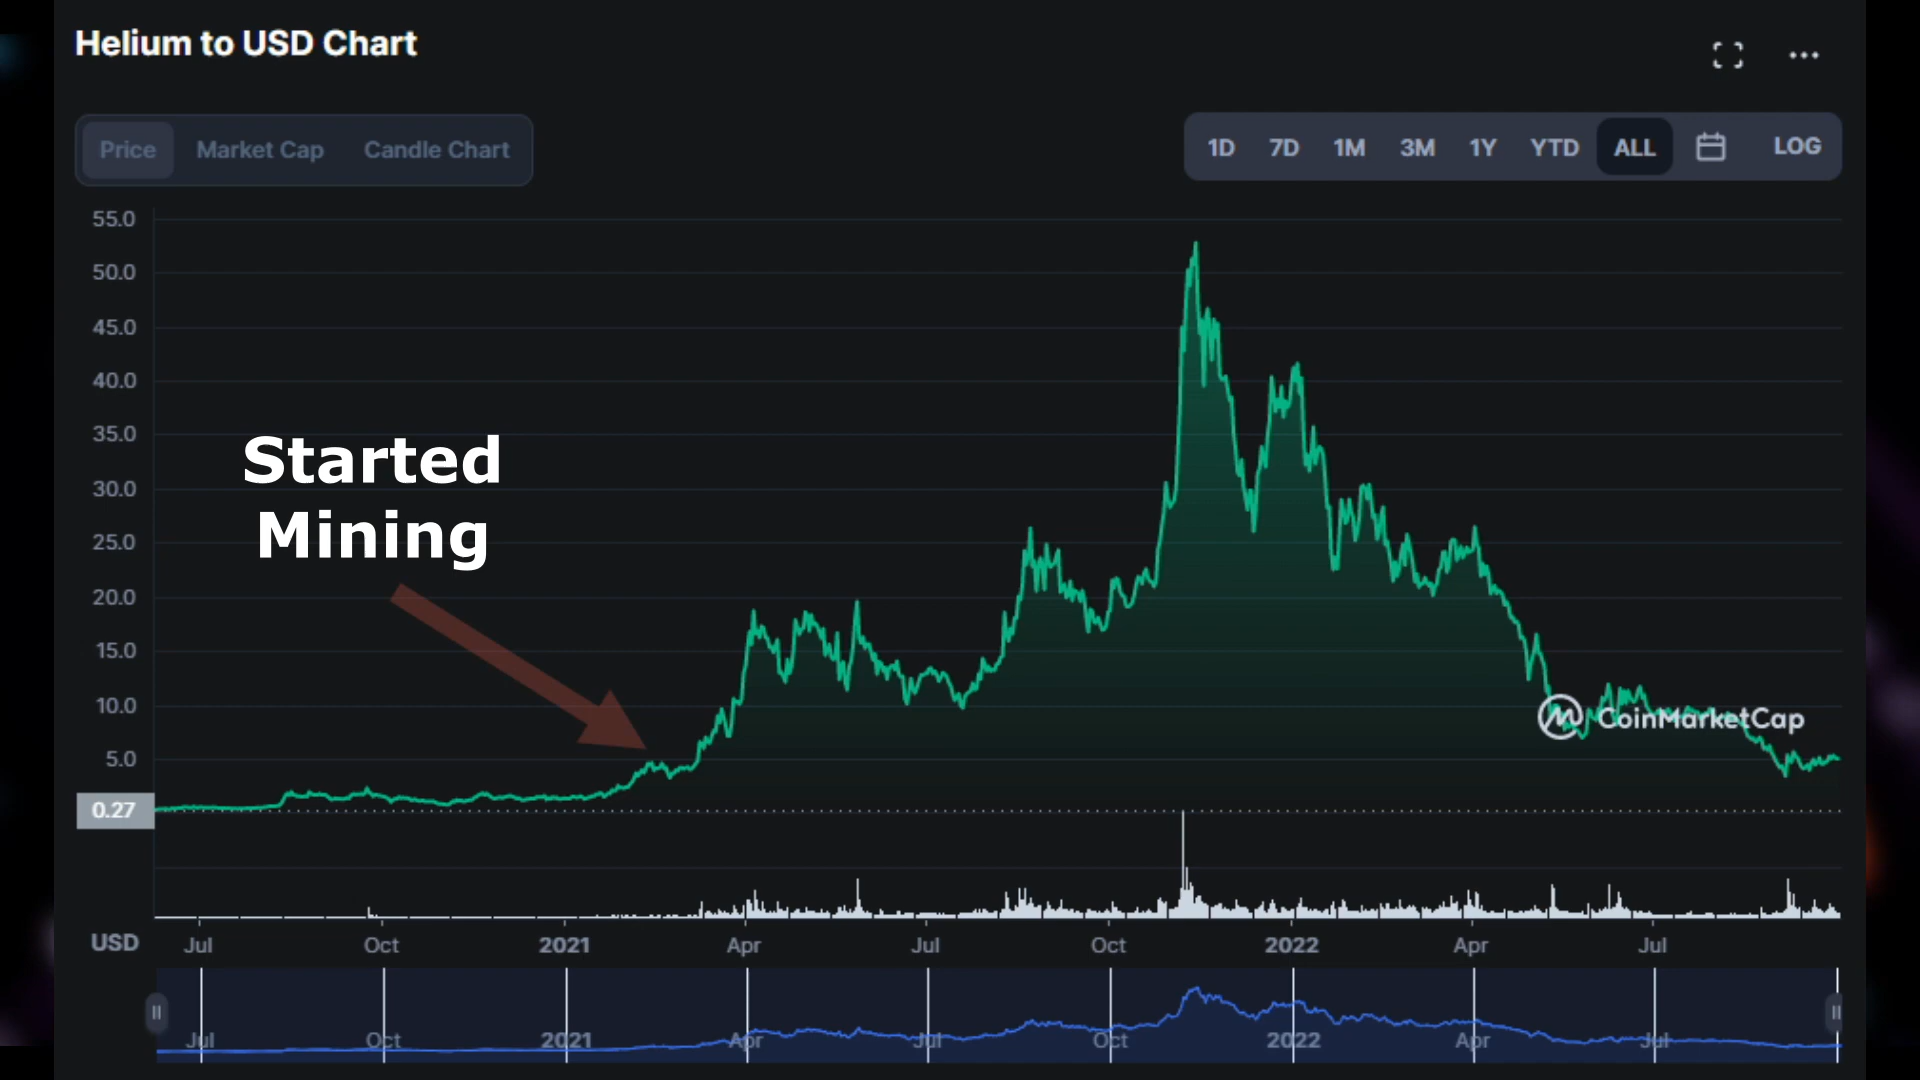 Helium to USD Chart
Price Market Cap Candle Chart
1D 7D 1M 3M 1Y YTD ALL LOG
55.0
50.0
45.0
40.0
35.0
30.0
25.0
20.0
15.0
10.0
5.0
0.27
Started
Mining
CoinMarketCap
USD Jul Oct 2021 Apr Jul Oct 2022 Apr Jul
Jul Oct 2021 Apr Jul Oct 2022 Apr Jul